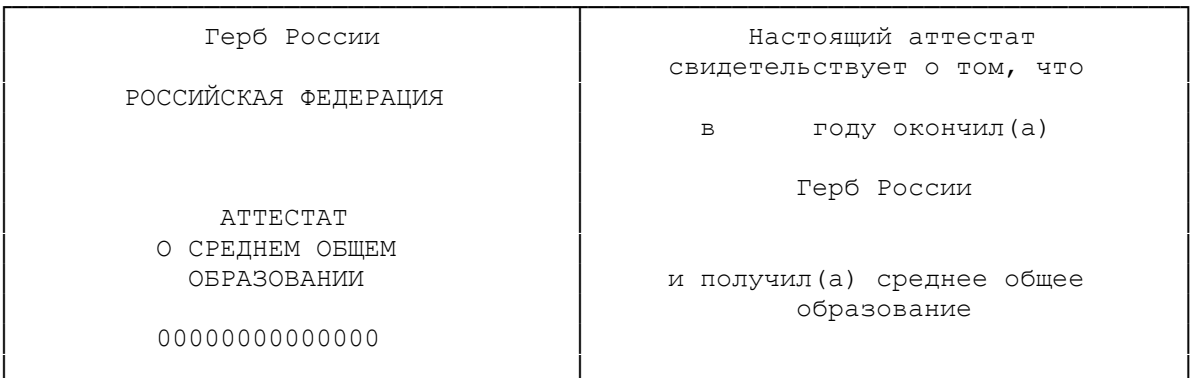 Герб России
РОССИЙСКАЯ ФЕДЕРАЦИЯ
АТТЕСТАТ
О СРЕДНЕМ ОБЩЕМ
ОБРАЗОВАНИИ
00000000000000
Настоящий аттестат
свидетельствует о том, что
в году окончил(а)
Герб России
и получил(а) среднее общее
образование